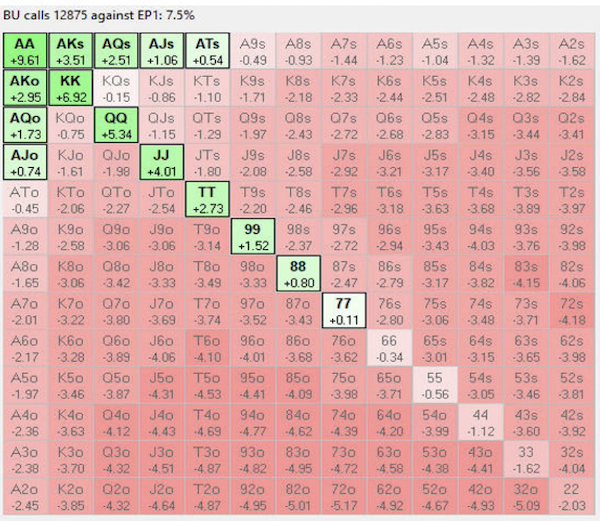 BU calls 12875 against EP1: 7.5%
AA AKs AQs AJs ATs A9s A8s A7s A6s A5s A4s A3s A2s
+9.61 +3.51 +2.51 +1.06 +0.54 -0.49 -0.93 -1.44 -1.23 -1.04 -1.32 -1.39 -1.62
AKo KK KQs KJs KTs K9s K8s K7s K6s K5s K4s K3s K2s
+2.95 +6.92 -0.15 -0.86 -1.10 -1.71 -2.18 -2.33 -2.44 -2.51 -2.48 -2.82 -2.84
AQo KQo QQ QJs QTs Q9s Q8s Q7s Q6s Q5s Q4s Q3s Q2s
+1.73 -0.75 +5.34 -1.15 -1.29 -1.97 -2.43 -2.72 -2.68 -2.83 -3.15 -3.44 -3.41
AJo KJo QJo JJ JTs J9s J8s J7s J6s J5s J4s J3s J2s
+0.74 -1.61 -1.98 +4.01 -1.80 -2.08 -2.58 -2.92 -3.21 -3.17 -3.40 -3.56 -3.58
ATo KTo QTo JTo TT T9s T8s T7s T6s T5s T4s T3s T2s
-0.45 -2.06 -2.27 -2.54 +2.73 -2.20 -2.46 -2.96 -3.18 -3.63 -3.68 -3.89 -3.97
A9o K9o Q9o J9o T9o 99 98s 97s 96s 95s 94s 93s 92s
-1.28 -2.58 -3.06 -3.06 -3.14 +1.52 -2.37 -2.72 -2.94 -3.43 -4.03 -3.76 -3.98
A8o K8o Q8o J8o T8o 98o 88 87s 86s 85s 84s 83s 82s
-1.65 -3.06 -3.42 -3.33 -3.49 -3.33 +0.80 -2.47 -2.79 -3.17 -3.82 -4.15 -4.06
A7o K7o Q7o J7o T7o 97o 87o 77 76s 75s 74s 73s 72s
-2.01 -3.22 -3.80 -3.69 -3.74 -3.52 -3.43 +0.11 -2.80 -3.06 -3.48 -3.71 -4.18
A6o K6o Q6o J6o T6o 96o 86o 76o 66 65s 64s 63s 62s
-2.17 -3.28 -3.89 -4.06 -4.10 -4.01 -3.68 -3.62 -0.34 -3.01 -3.15 -3.65 -3.98
A5o K5o Q5o J5o T5o 95o 85o 75o 65o 55 54s 53s 52s
-1.97 -3.46 -3.87 -4.31 -4.53 -4.41 -4.09 -3.98 -3.71 -0.56 -3.05 -3.46 -3.81
A4o K4o Q4o J4o T4o 94o 84o 74o 64o 54o 44 43s 42s
-2.36 -3.63 -4.12 -4.43 -4.69 -4.77 -4.62 -4.39 -4.20 -3.99 -1.12 -3.60 -3.92
A3o K3o Q3o J3o T3o 93o 83o 73o 63o 53o 43o 33 32s
-2.38 -3.70 -4.32 -4.51 -4.87 -4.82 -4.95 -4.72 -4.58 -4.38 -4.41 -1.62 -4.04
A2o K2o Q2o J2o T2o 92o 82o 72o 62o 52o 42o 32o 22
-2.45 -3.85 -4.32 -4.64 -4.87 -4.95 -5.01 -5.17 -4.92 -4.67 -4.93 -5.09 -2.03